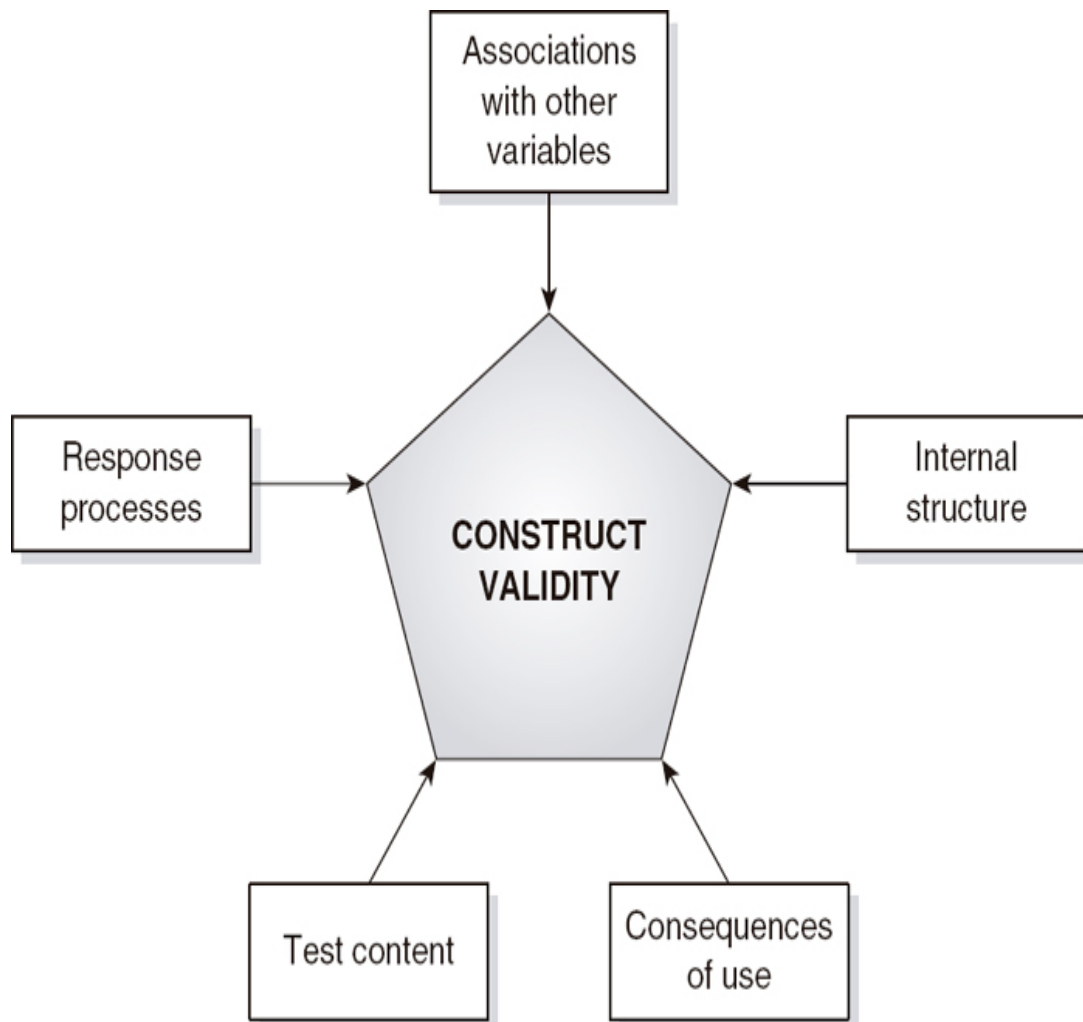 Associations
with other
variables
Response
processes
CONSTRUCT
VALIDITY
Internal
structure
Test content
Consequences
of use